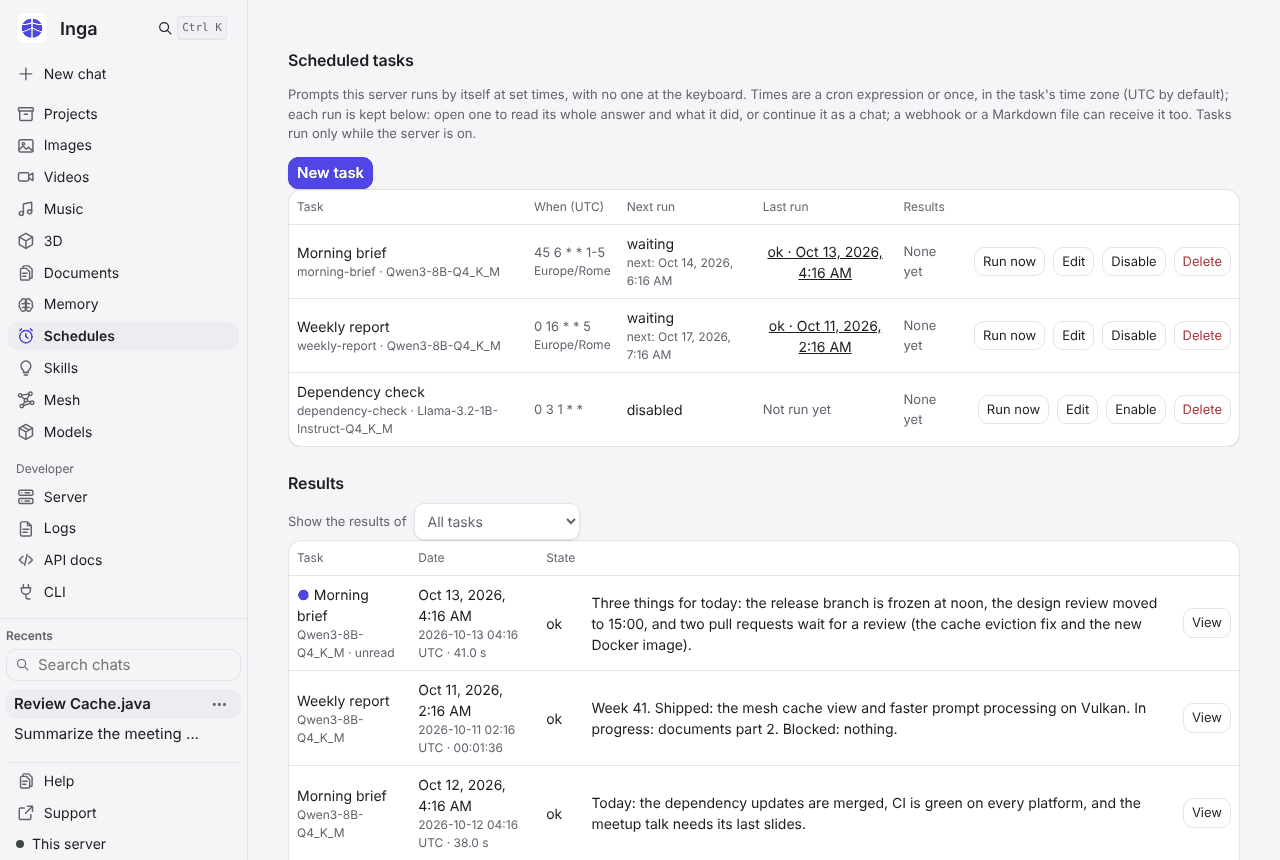 Inga
Ctrl K
New chat
Projects
Images
Videos
Music
3D
Documents
Memory
Schedules
Skills
Mesh
Models
Developer
Server
Logs
API docs
CLI
Recents
Search chats
Review Cache.java
Summarize the meeting ...
Help
Support
This server
Scheduled tasks
Prompts this server runs by itself at set times, with no one at the keyboard. Times are a cron expression or once, in the task's time zone (UTC by default);
each run is kept below: open one to read its whole answer and what it did, or continue it as a chat; a webhook or a Markdown file can receive it too. Tasks
run only while the server is on.
New task
Task When (UTC) Next run Last run Results
Morning brief
morning-brief · Qwen3-8B-Q4_K_M
45 6 * * 1-5
Europe/Rome
waiting
next: Oct 14, 2026,
6:16 AM
ok · Oct 13, 2026,
4:16 AM
None
yet
Run now Edit Disable Delete
Weekly report
weekly-report · Qwen3-8B-Q4_K_M
0 16 * * 5
Europe/Rome
waiting
next: Oct 17, 2026,
7:16 AM
ok · Oct 11, 2026,
2:16 AM
None
yet
Run now Edit Disable Delete
Dependency check
dependency-check · Llama-3.2-1B-
Instruct-Q4_K_M
0 3 1 * *
disabled
Not run yet
None
yet
Run now Edit Enable Delete
Results
Show the results of All tasks
Task Date State
Morning
brief
Qwen3-8B-
Q4_K_M · unread
Oct 13, 2026,
4:16 AM
2026-10-13 04:16
UTC · 41.0 s
ok
Three things for today: the release branch is frozen at noon, the design review moved
to 15:00, and two pull requests wait for a review (the cache eviction fix and the new
Docker image).
View
Weekly report
Qwen3-8B-
Q4_K_M
Oct 11, 2026,
2:16 AM
2026-10-11 02:16
UTC · 00:01:36
ok
Week 41. Shipped: the mesh cache view and faster prompt processing on Vulkan. In
progress: documents part 2. Blocked: nothing.
View
Morning brief
Qwen3-8B-
Q4_K_M
Oct 12, 2026,
4:16 AM
2026-10-12 04:16
UTC · 38.0 s
ok
Today: the dependency updates are merged, CI is green on every platform, and the
meetup talk needs its last slides.
View